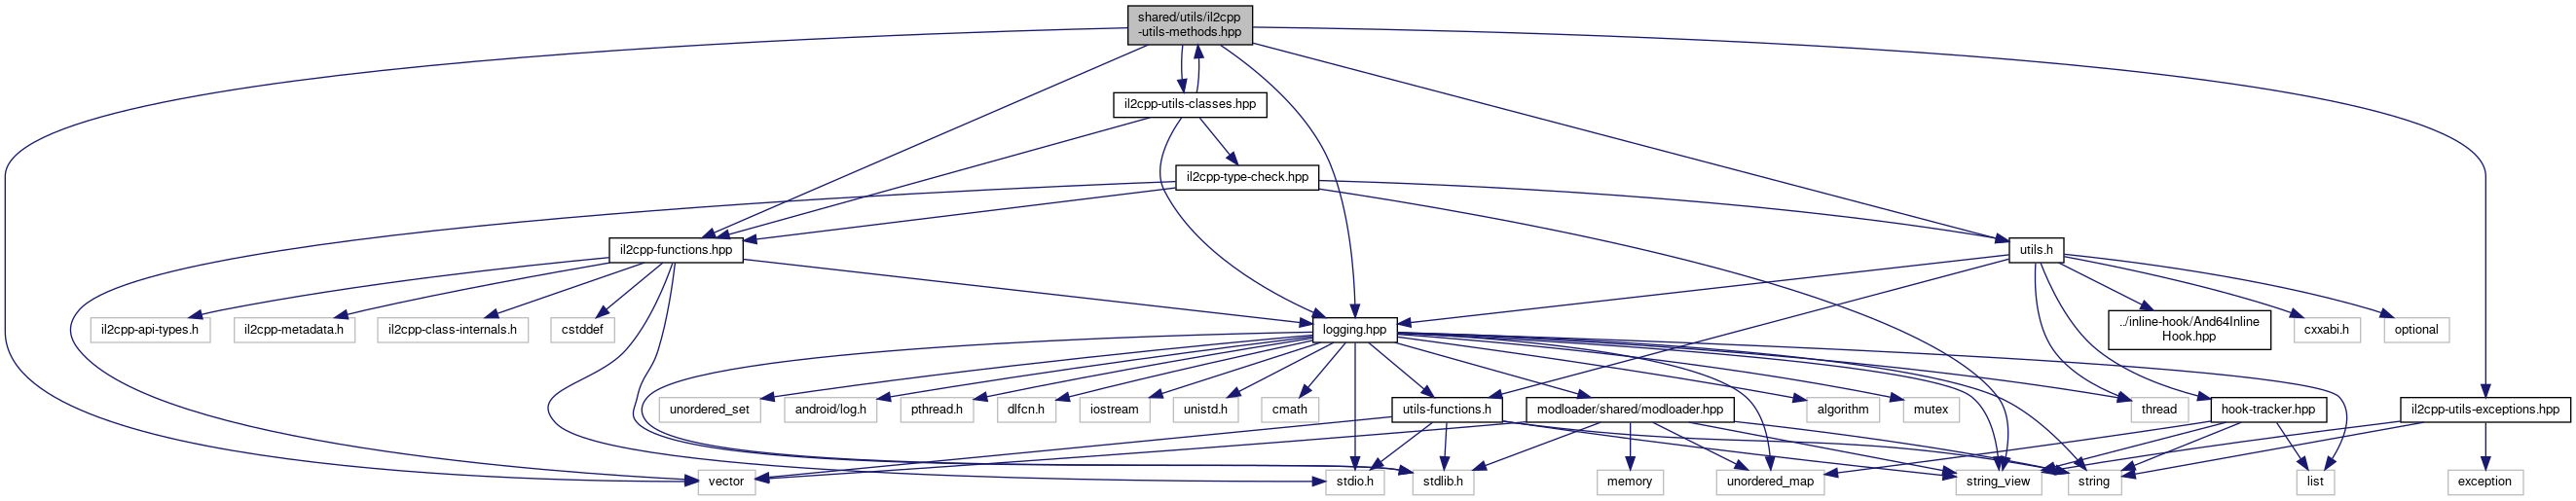 shared/utils/il2cpp
-utils-methods.hpp
il2cpp-utils-classes.hpp
il2cpp-type-check.hpp
il2cpp-functions.hpp
utils.h
il2cpp-api-types.h
il2cpp-metadata.h
il2cpp-class-internals.h
cstddef
logging.hpp
../inline-hook/And64Inline
Hook.hpp
cxxabi.h
optional
unordered_set
android/log.h
pthread.h
dlfcn.h
iostream
unistd.h
cmath
utils-functions.h
modloader/shared/modloader.hpp
algorithm
mutex
thread
hook-tracker.hpp
il2cpp-utils-exceptions.hpp
vector
stdio.h
stdlib.h
memory
unordered_map
string_view
string
list
exception